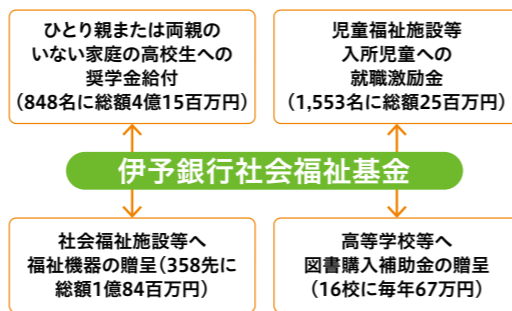 ひとり親または両親の
いない家庭の高校生への
奨学金給付
（848名に総額4億15百万円）
児童福祉施設等
入所児童への
就職激励金
（1,553名に総額25百万円）
伊予銀行社会福祉基金
社会福祉施設等へ
福祉機器の贈呈（358先に
総額1億84百万円）
高等学校等へ
図書購入補助金の贈呈
（16校に毎年67万円）